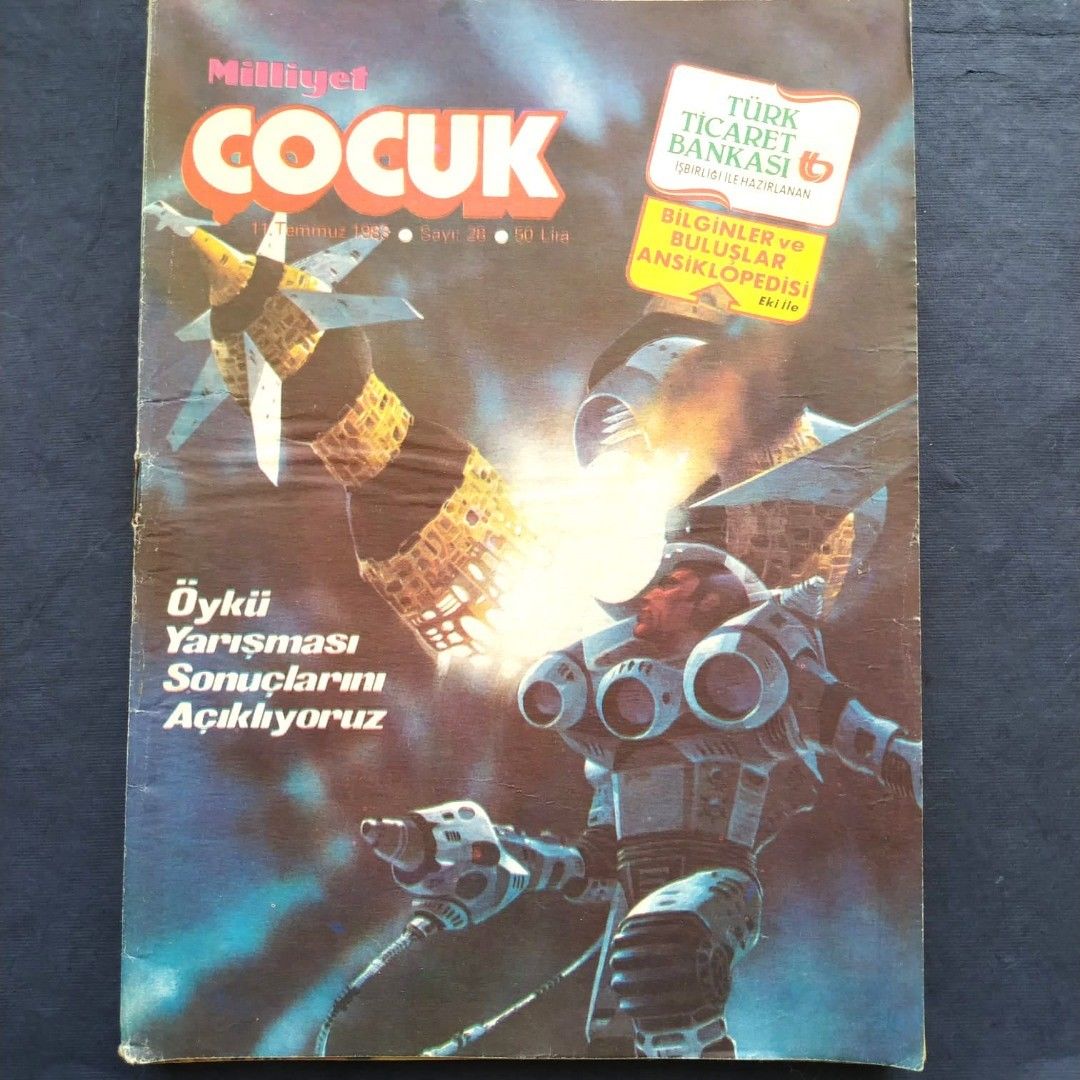 Milliyet
ÇOCUK
11 Temmuz 1983 ● Sayı: 28 ● 50 Lira
TÜRK
TİCARET
BANKASI
İŞBİRLİĞİ İLE HAZIRLANAN
BİLGİNLER ve
BULUŞLAR
ANSİKLOPEDİSİ
Eki ile
Öykü
Yarışması
Sonuçlarını
Açıklıyoruz